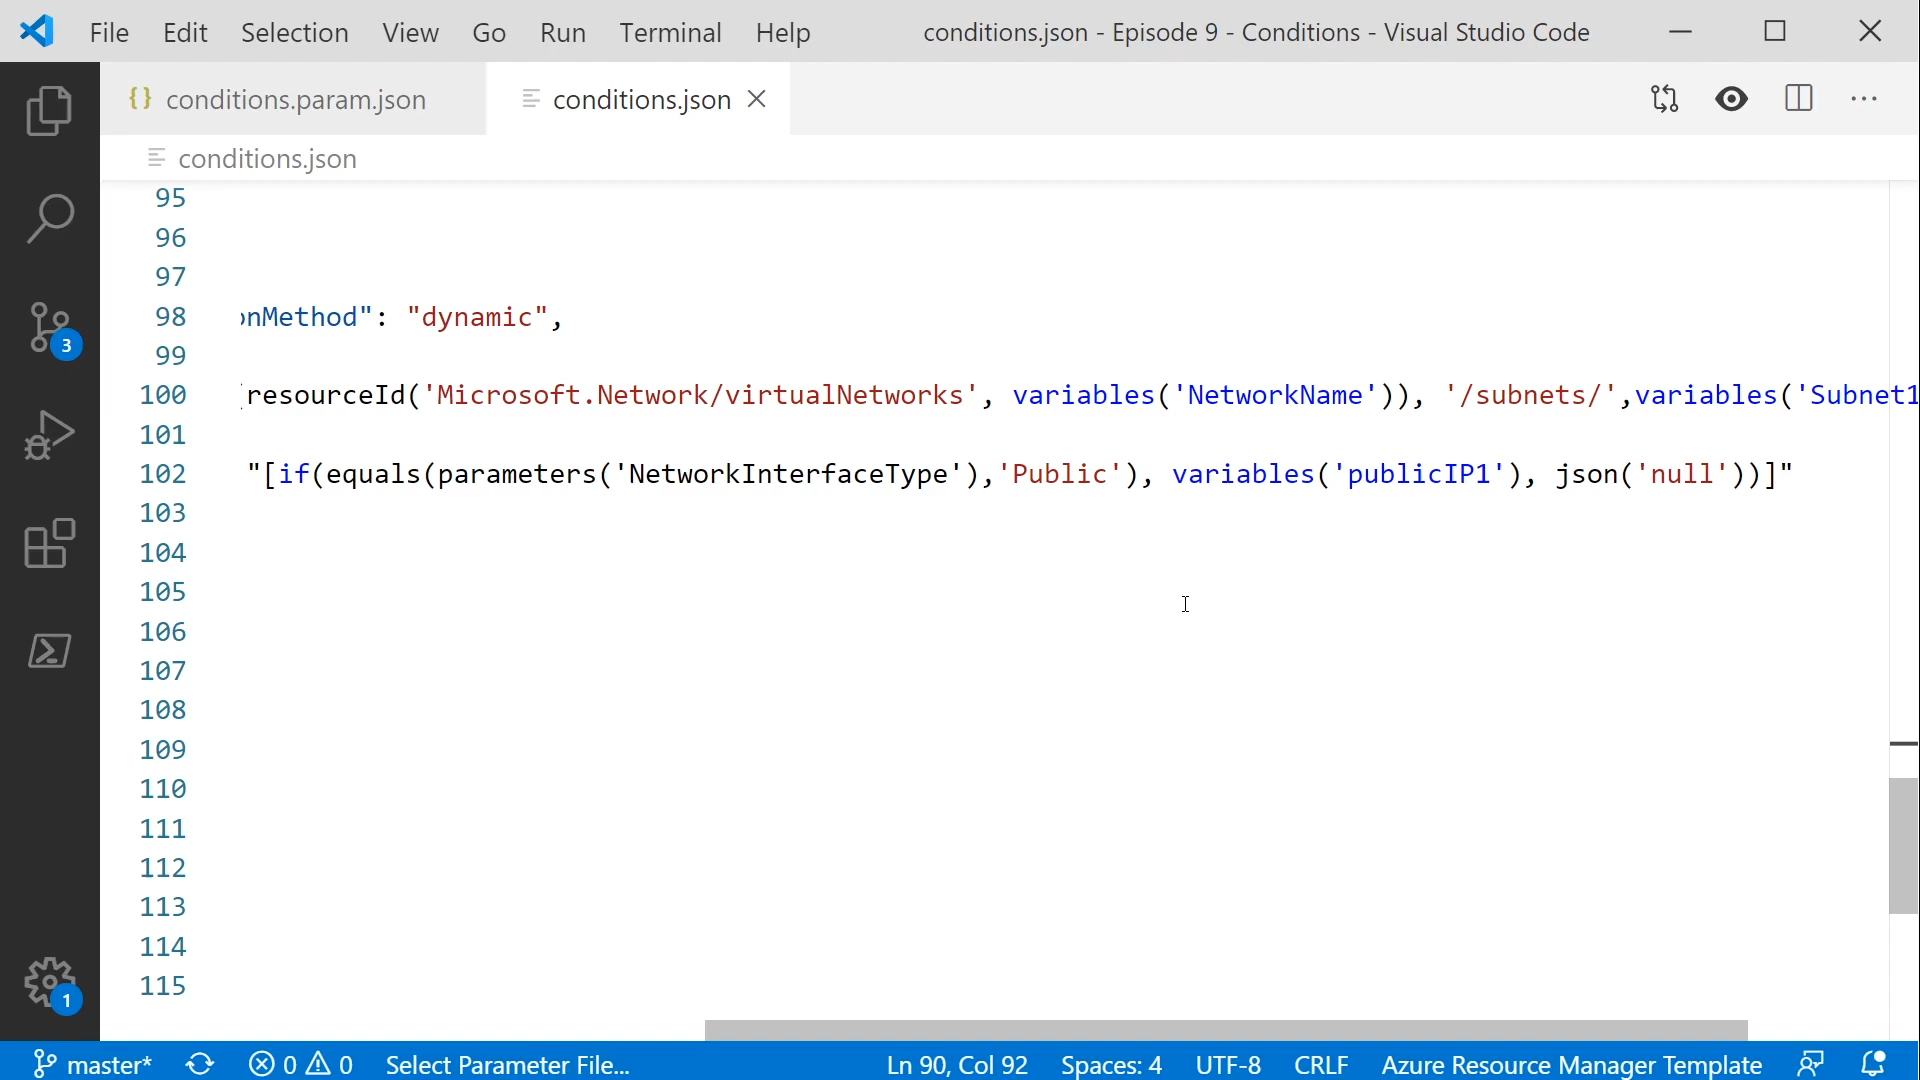 File Edit Selection View Go Run Terminal Help conditions.json - Episode 9 - Conditions - Visual Studio Code
{} conditions.param.json conditions.json
conditions.json
95
96
97
98 onMethod": "dynamic",
99
100 (resourceId('Microsoft.Network/virtualNetworks', variables('NetworkName')), '/subnets/',variables('Subnet1
101
102 "[if(equals(parameters('NetworkInterfaceType'),'Public'), variables('publicIP1'), json('null'))]"
103
104
105
106
107
108
109
110
111
112
113
114
115
3
1
master* 0 0 Select Parameter File... Ln 90, Col 92 Spaces: 4 UTF-8 CRLF Azure Resource Manager Template